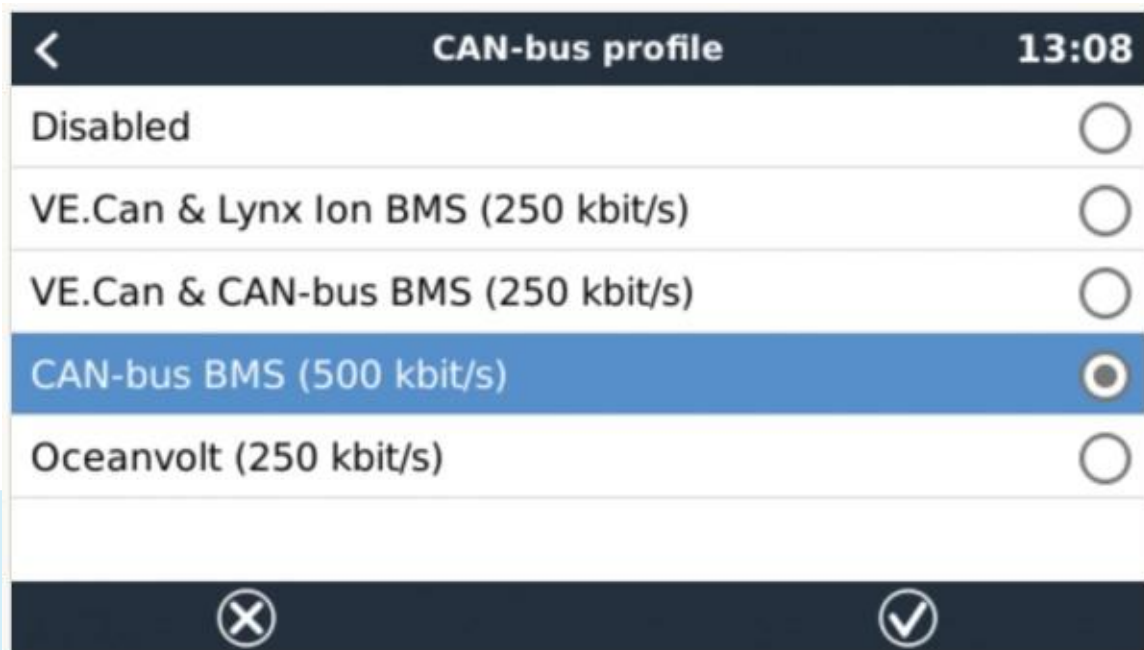 CAN-bus profile 13:08
Disabled
VE.Can & Lynx Ion BMS (250 kbit/s)
VE.Can & CAN-bus BMS (250 kbit/s)
CAN-bus BMS (500 kbit/s)
Oceanvolt (250 kbit/s)